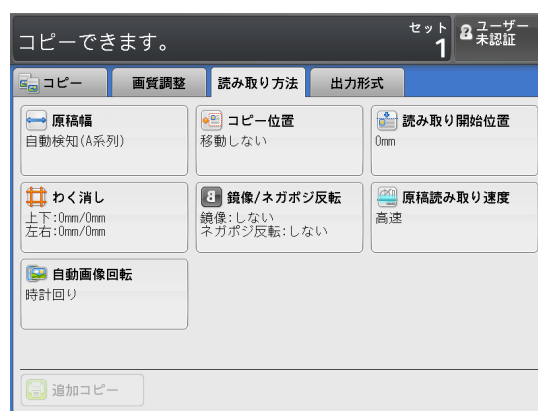 コピーできます。
セット
1
ユーザー
未認証
コピー
画質調整
読み取り方法
出力形式
原稿幅
自動検知(A系列)
コピー位置
移動しない
読み取り開始位置
0mm
わく消し
上下:0mm/0mm
左右:0mm/0mm
鏡像/ネガポジ反転
鏡像:しない
ネガポジ反転:しない
原稿読み取り速度
高速
自動画像回転
時計回り
追加コピー